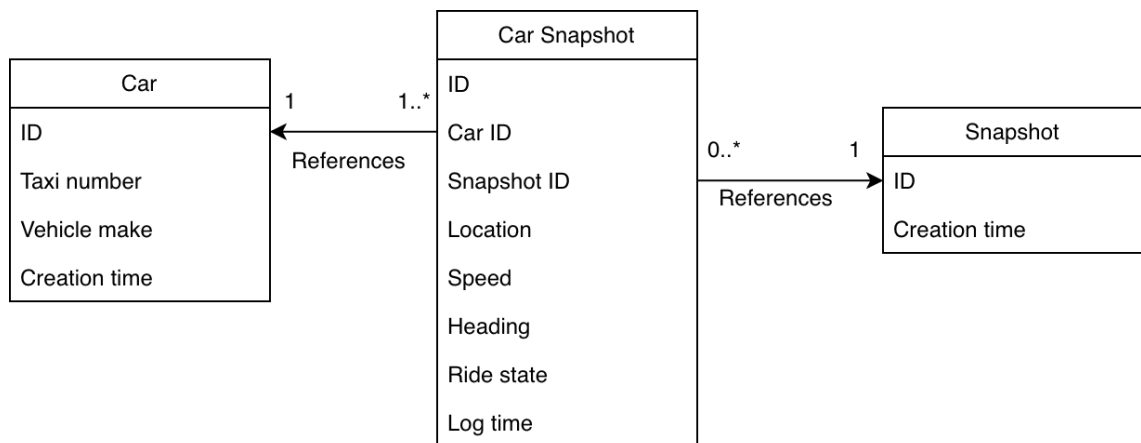 Car
ID
Taxi number
Vehicle make
Creation time
1
1..*
References
Car Snapshot
ID
Car ID
Snapshot ID
Location
Speed
Heading
Ride state
Log time
0..*
1
References
Snapshot
ID
Creation time